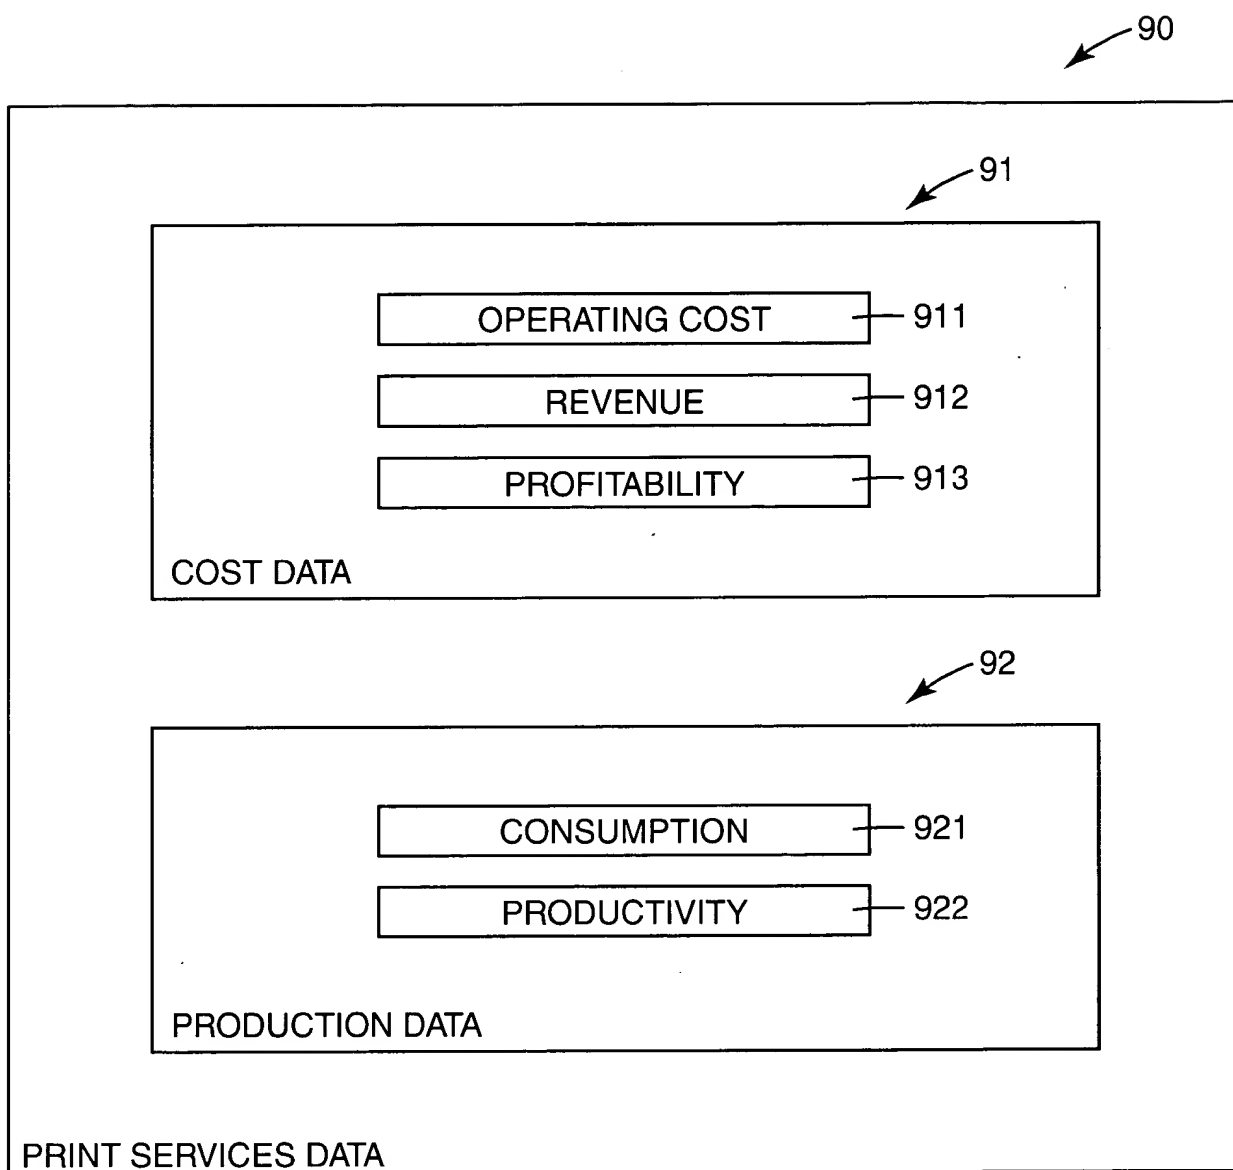 90
91
OPERATING COST 911
REVENUE 912
PROFITABILITY 913
COST DATA
92
CONSUMPTION 921
PRODUCTIVITY 922
PRODUCTION DATA
PRINT SERVICES DATA